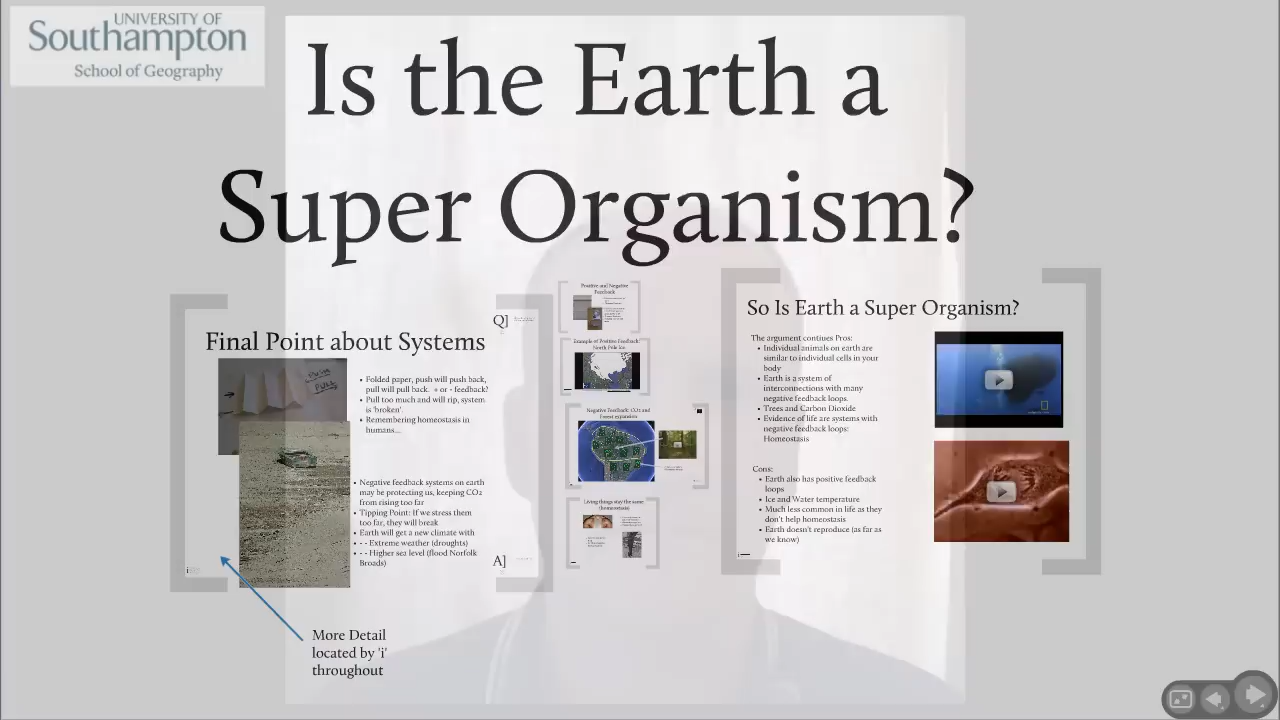 UNIVERSITY OF
Southampton
School of Geography
Is the Earth a
Super Organism?
Final Point about Systems
Folded paper, push will push back,
pull will pull back. + or - feedback?
Pull too much and will rip, system
is 'broken'.
Remembering homeostasis in
humans...
Negative feedback systems on earth
may be protecting us, keeping CO2
from rising too far
Tipping Point: If we stress them
too far, they will break
Earth will get a new climate with
- - Extreme weather (droughts)
- - Higher sea level (flood Norfolk
Broads)
i
Q]
A]
Positive and Negative
Feedback
Example of Positive Feedback:
North Pole Ice
Negative Feedback: CO2 and
Forest expansion
Living things stay the same
(homeostasis)
So Is Earth a Super Organism?
The argument contiues Pros:
Individual animals on earth are
similar to individual cells in your
body
Earth is a system of
interconnections with many
negative feedback loops.
Trees and Carbon Dioxide
Evidence of life are systems with
negative feedback loops:
Homeostasis
Cons:
Earth also has positive feedback
loops
Ice and Water temperature
Much less common in life as they
don't help homeostasis
Earth doesn't reproduce (as far as
we know)
More Detail
located by 'i'
throughout